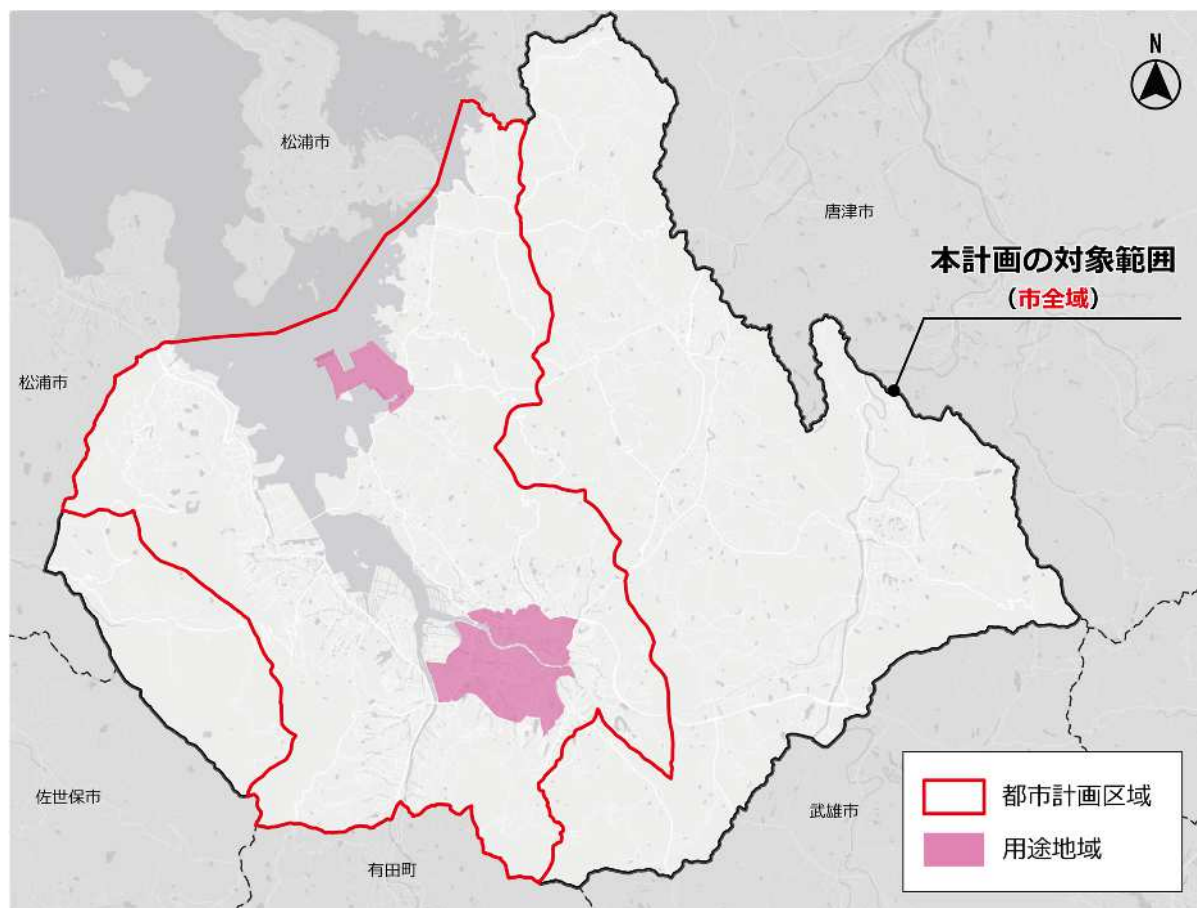 N
松浦市
唐津市
本計画の対象範囲
（市全域）
松浦市
佐世保市
武雄市
有田町
都市計画区域
用途地域